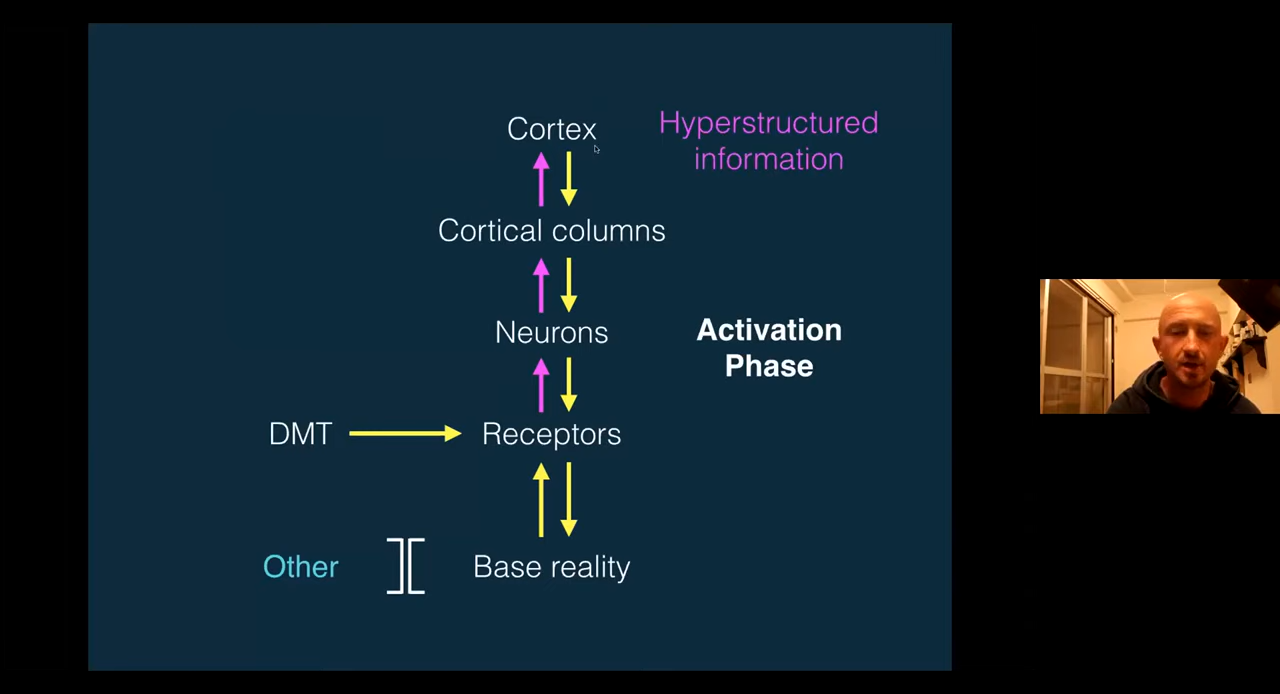 Cortex
Hyperstructured
information
Cortical columns
Neurons
Activation
Phase
DMT
Receptors
Other
Base reality